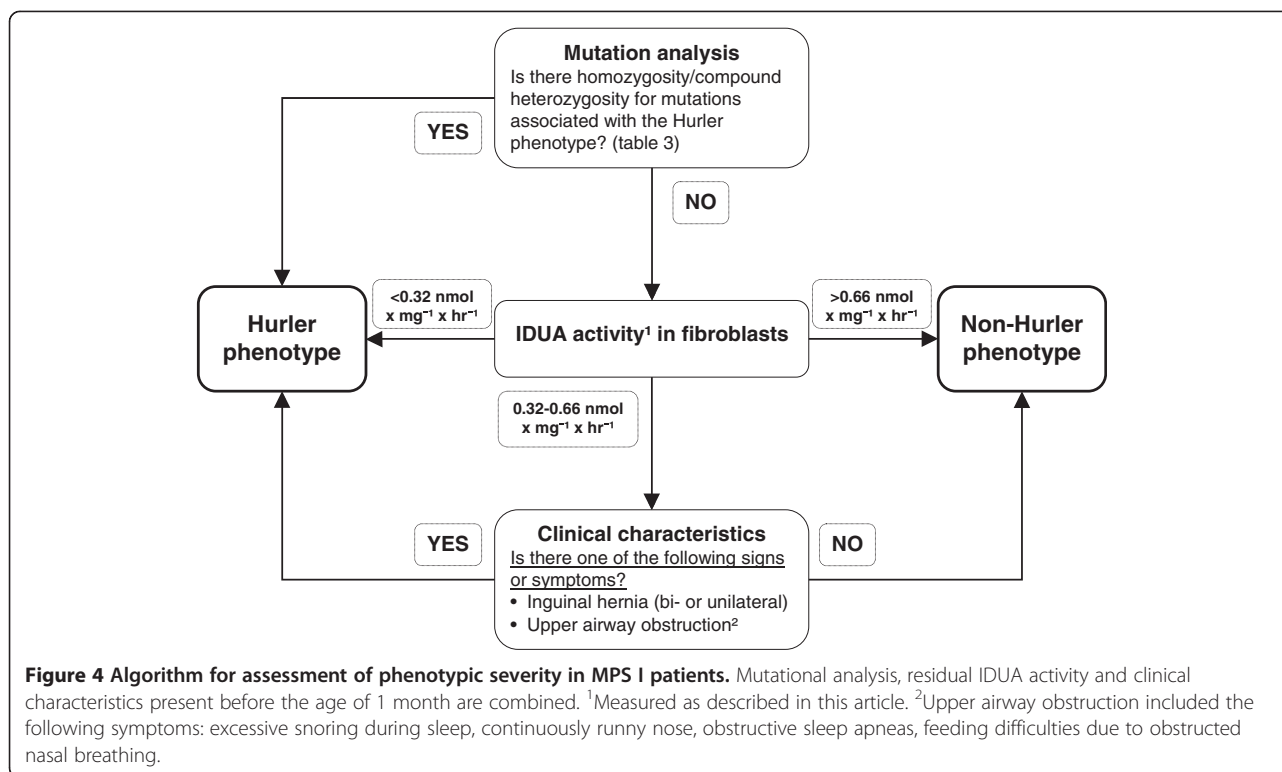 Mutation analysis
Is there homozygosity/compound
heterozygosity for mutations
associated with the Hurler
phenotype? (table 3)
YES
NO
Hurler
phenotype
<0.32 nmol
x mg⁻¹ x hr⁻¹
IDUA activity¹ in fibroblasts
>0.66 nmol
x mg⁻¹ x hr⁻¹
Non-Hurler
phenotype
0.32-0.66 nmol
x mg⁻¹ x hr⁻¹
YES
Clinical characteristics
Is there one of the following signs
or symptoms?
• Inguinal hernia (bi- or unilateral)
• Upper airway obstruction²
NO
Figure 4 Algorithm for assessment of phenotypic severity in MPS I patients. Mutational analysis, residual IDUA activity and clinical
characteristics present before the age of 1 month are combined. ¹Measured as described in this article. ²Upper airway obstruction included the
following symptoms: excessive snoring during sleep, continuously runny nose, obstructive sleep apneas, feeding difficulties due to obstructed
nasal breathing.